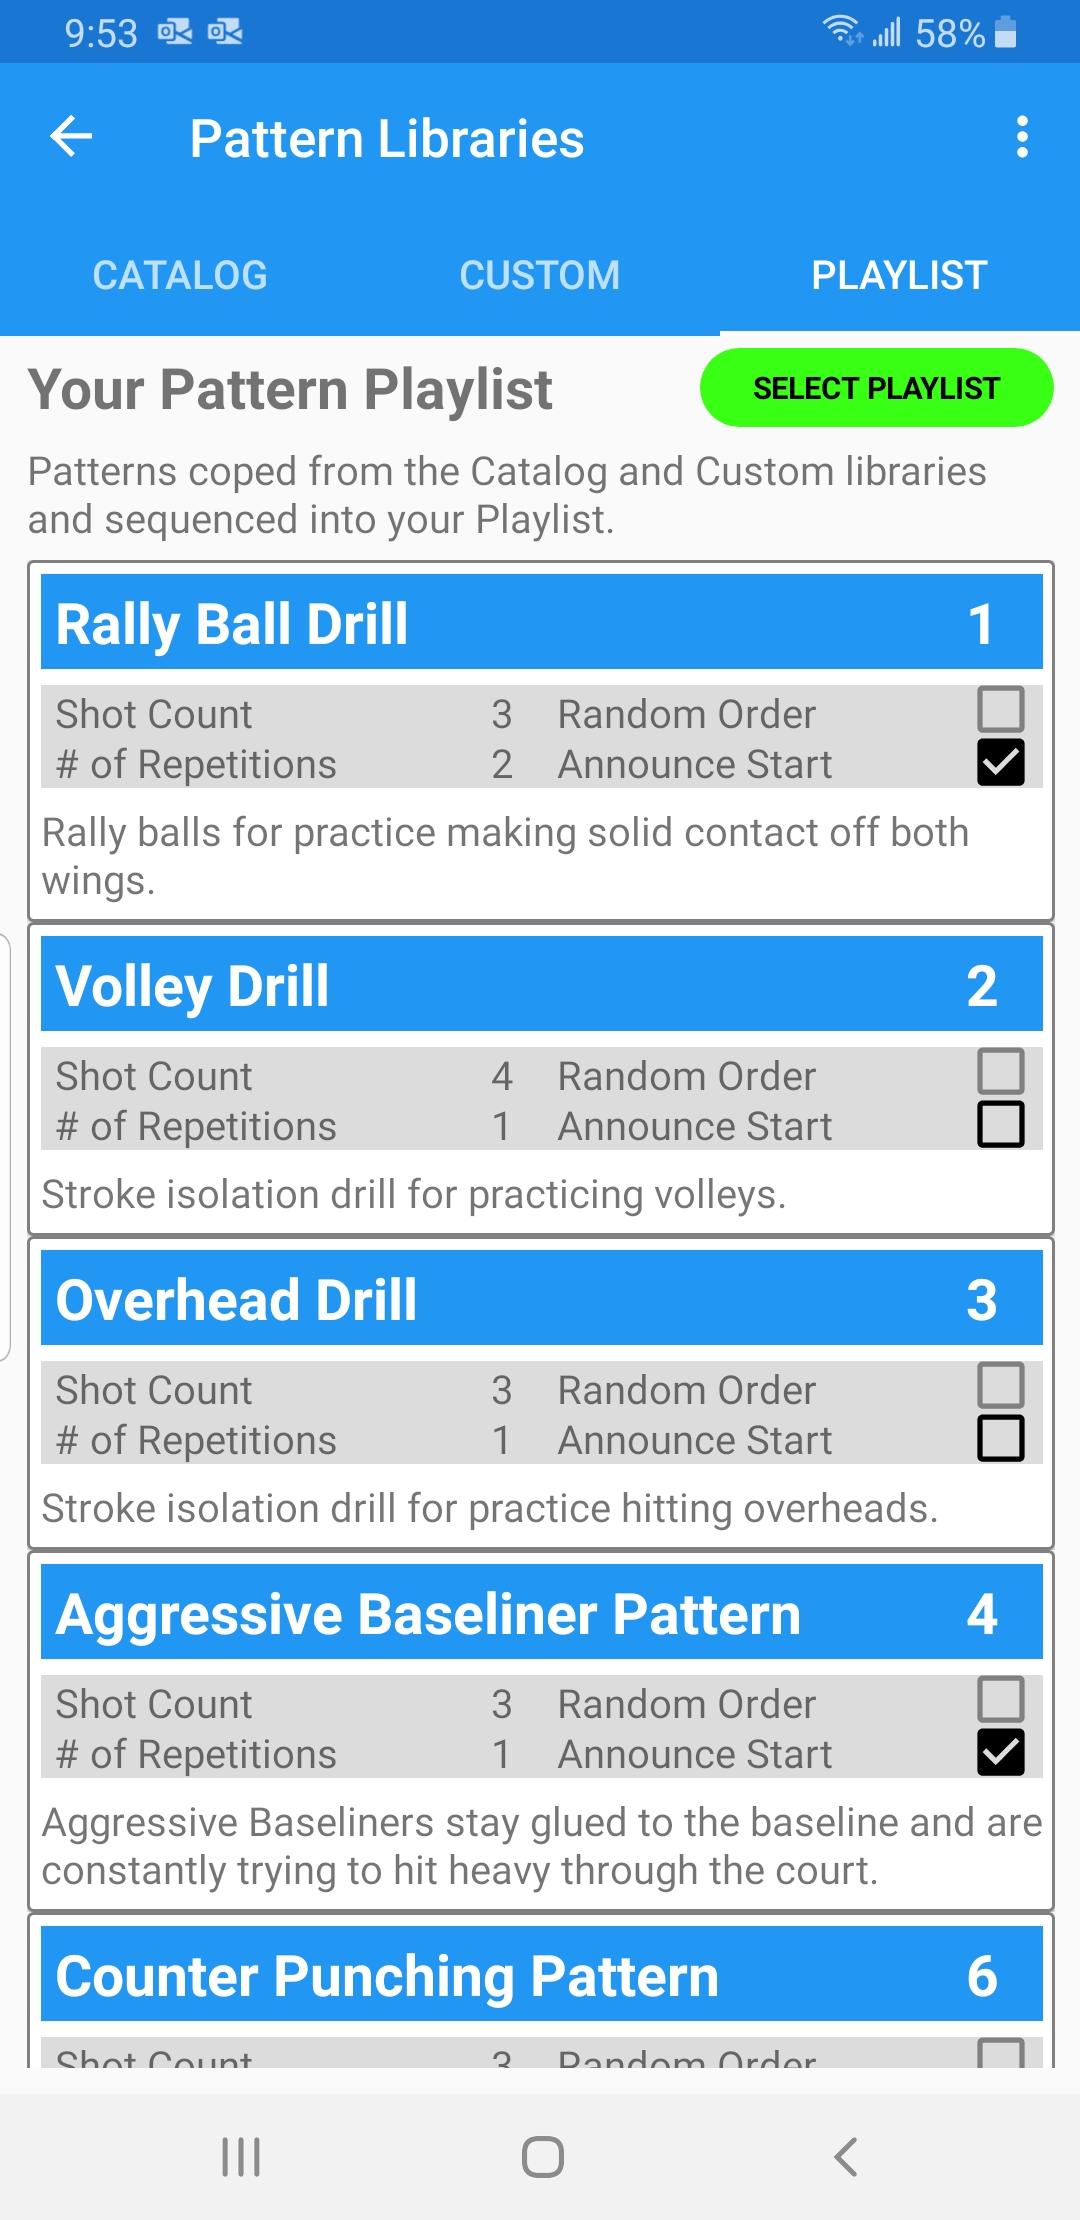 9:53 58%
Pattern Libraries
CATALOG CUSTOM PLAYLIST
Your Pattern Playlist SELECT PLAYLIST
Patterns coped from the Catalog and Custom libraries
and sequenced into your Playlist.
Rally Ball Drill 1
Shot Count 3 Random Order
# of Repetitions 2 Announce Start
Rally balls for practice making solid contact off both
wings.
Volley Drill 2
Shot Count 4 Random Order
# of Repetitions 1 Announce Start
Stroke isolation drill for practicing volleys.
Overhead Drill 3
Shot Count 3 Random Order
# of Repetitions 1 Announce Start
Stroke isolation drill for practice hitting overheads.
Aggressive Baseliner Pattern 4
Shot Count 3 Random Order
# of Repetitions 1 Announce Start
Aggressive Baseliners stay glued to the baseline and are
constantly trying to hit heavy through the court.
Counter Punching Pattern 6
Shot Count 3 Random Order